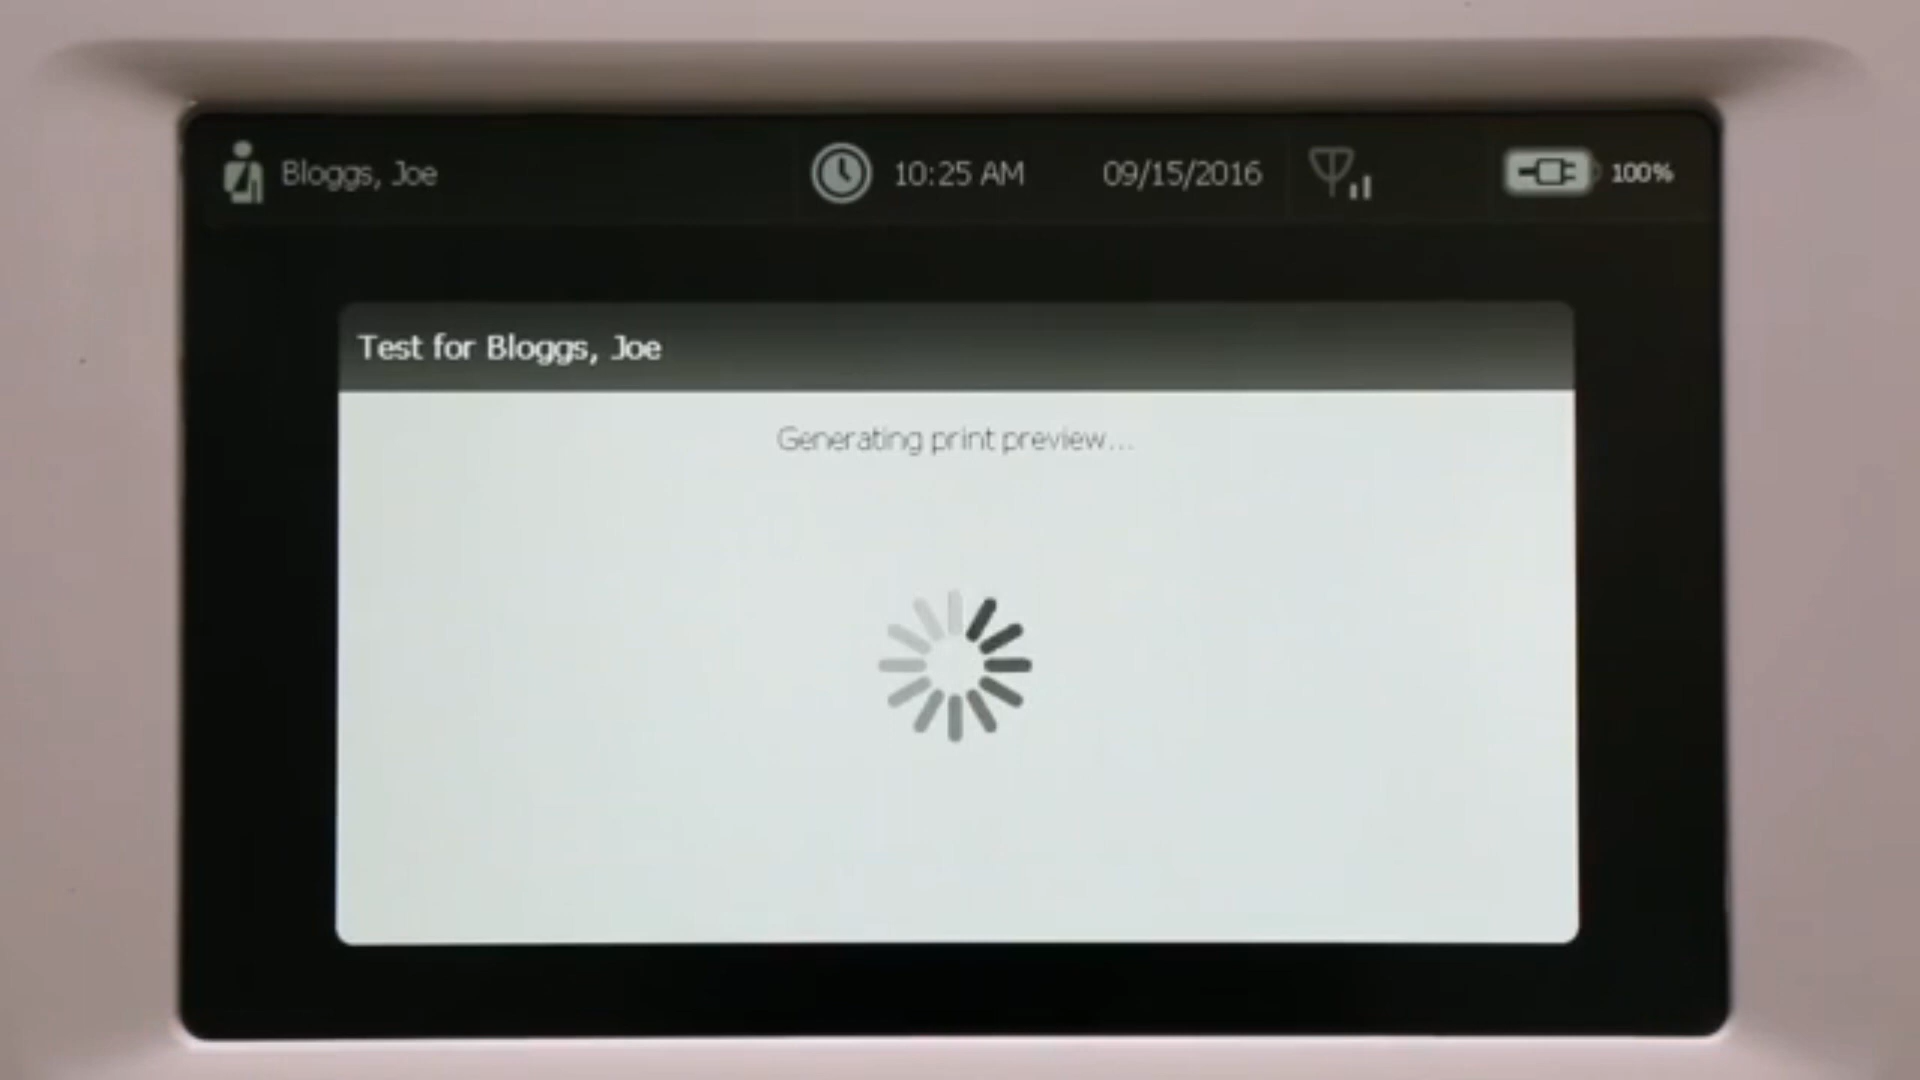 Bloggs, Joe 10:25 AM 09/15/2016 100%
Test for Bloggs, Joe
Generating print preview...